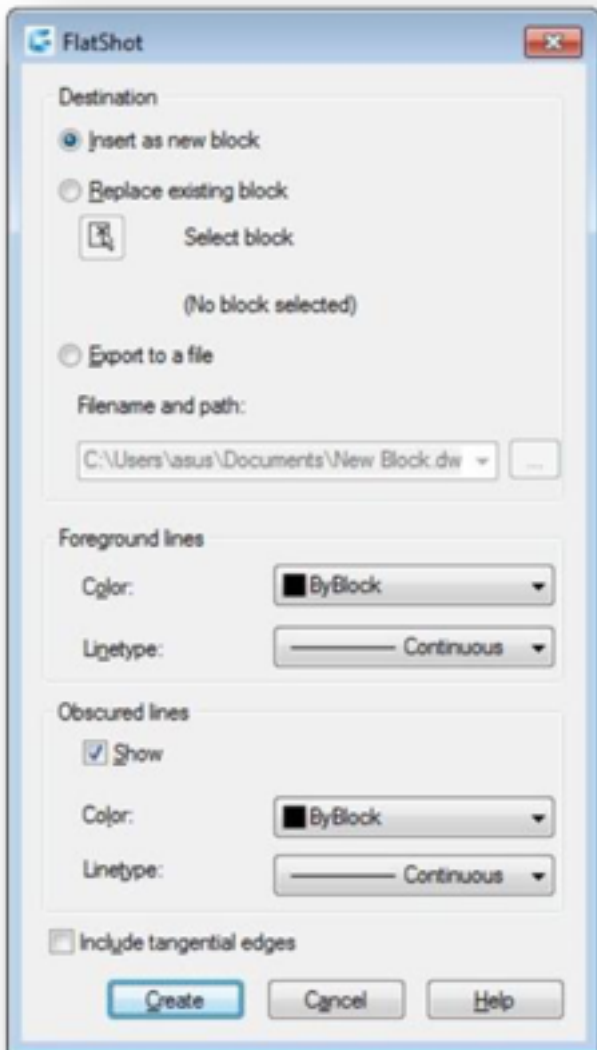 FlatShot
Destination
Insert as new block
Replace existing block
Select block
(No block selected)
Export to a file
Filename and path:
C:\Users\asus\Documents\New Block.dw
...
Foreground lines
Color:
ByBlock
Linetype:
Continuous
Obscured lines
Show
Color:
ByBlock
Linetype:
Continuous
Include tangential edges
Create Cancel Help